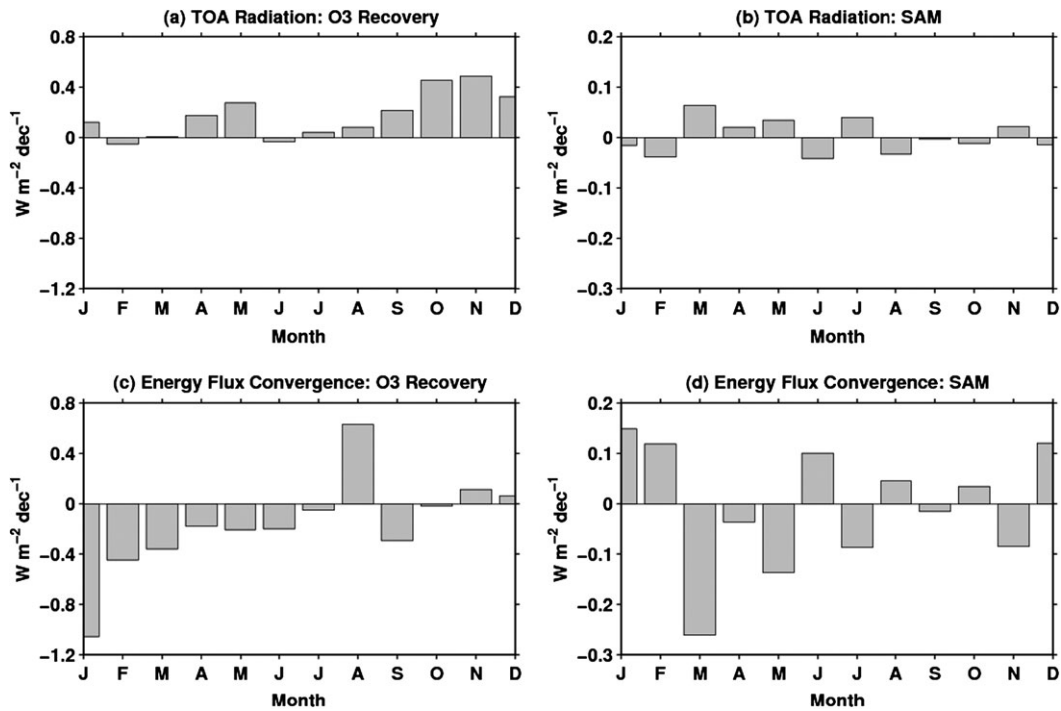 (a) TOA Radiation: O3 Recovery
W m−2 dec−1
0.8
0.4
0
−0.4
−0.8
−1.2
J F M A M J J A S O N D
Month
(b) TOA Radiation: SAM
W m−2 dec−1
0.2
0.1
0
−0.1
−0.2
−0.3
J F M A M J J A S O N D
Month
(c) Energy Flux Convergence: O3 Recovery
W m−2 dec−1
0.8
0.4
0
−0.4
−0.8
−1.2
J F M A M J J A S O N D
Month
(d) Energy Flux Convergence: SAM
W m−2 dec−1
0.2
0.1
0
−0.1
−0.2
−0.3
J F M A M J J A S O N D
Month